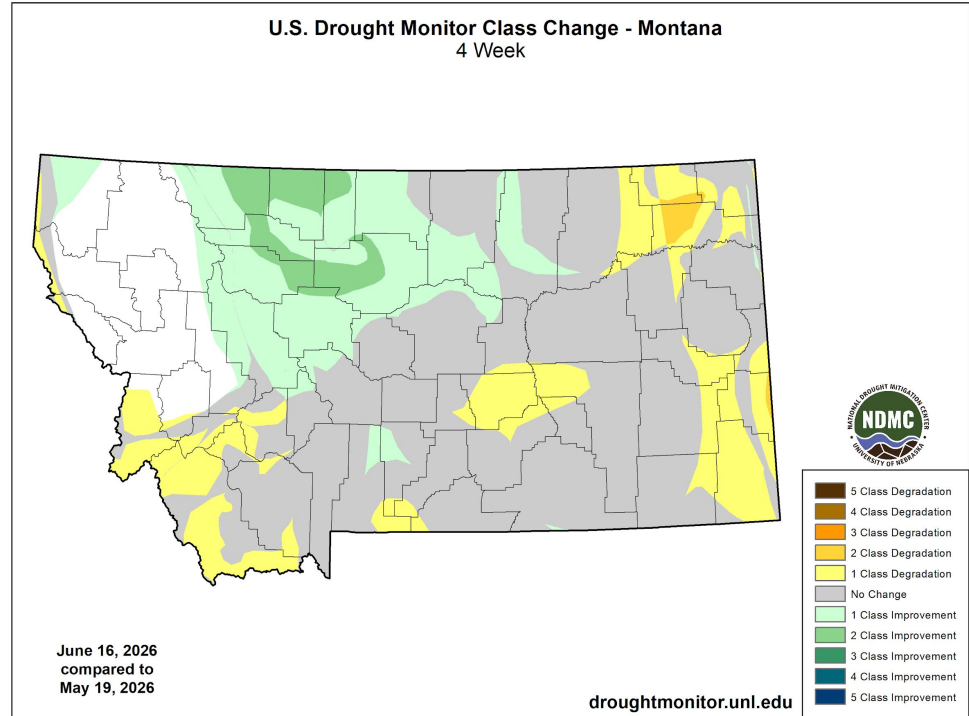 U.S. Drought Monitor Class Change - Montana
4 Week
NATIONAL DROUGHT MITIGATION CENTER
NDMC
UNIVERSITY OF NEBRASKA
5 Class Degradation
4 Class Degradation
3 Class Degradation
2 Class Degradation
1 Class Degradation
No Change
1 Class Improvement
2 Class Improvement
3 Class Improvement
4 Class Improvement
5 Class Improvement
June 16, 2026
compared to
May 19, 2026
droughtmonitor.unl.edu